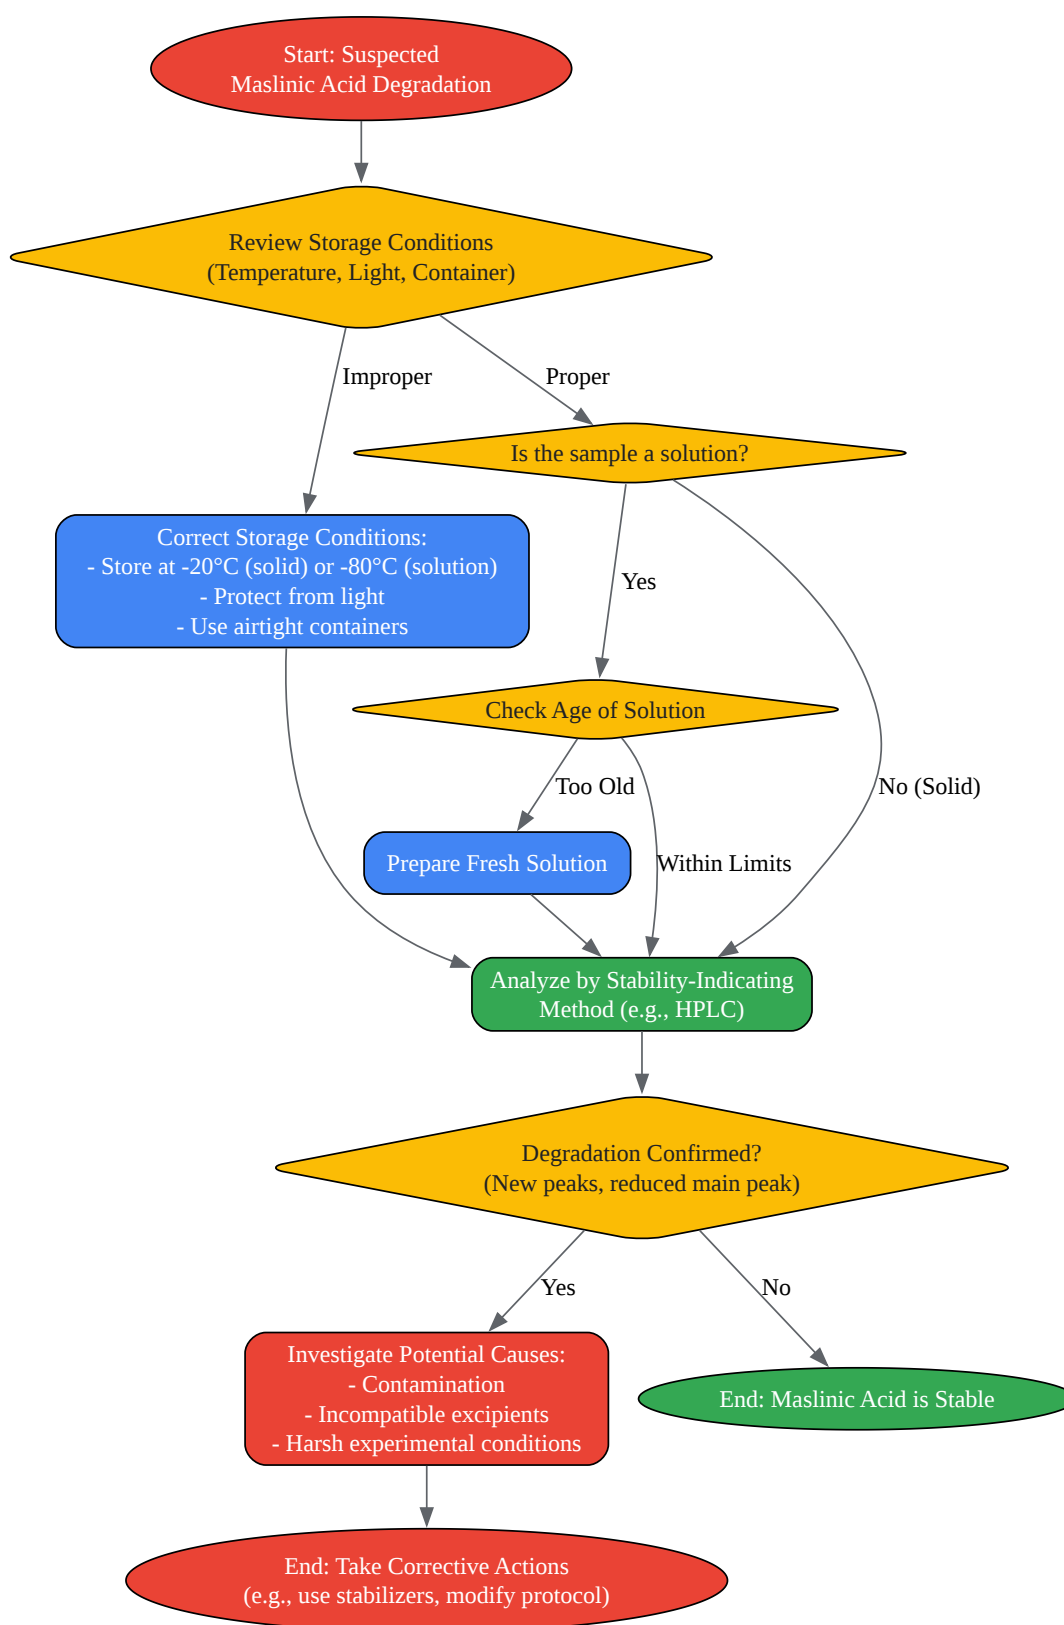 Start: Suspected
Maslinic Acid Degradation
Review Storage Conditions
(Temperature, Light, Container)
Improper
Proper
Is the sample a solution?
Correct Storage Conditions:
- Store at -20°C (solid) or -80°C (solution)
- Protect from light
- Use airtight containers
Yes
Check Age of Solution
Too Old
No (Solid)
Prepare Fresh Solution
Within Limits
Analyze by Stability-Indicating
Method (e.g., HPLC)
Degradation Confirmed?
(New peaks, reduced main peak)
Yes
No
Investigate Potential Causes:
- Contamination
- Incompatible excipients
- Harsh experimental conditions
End: Maslinic Acid is Stable
End: Take Corrective Actions
(e.g., use stabilizers, modify protocol)